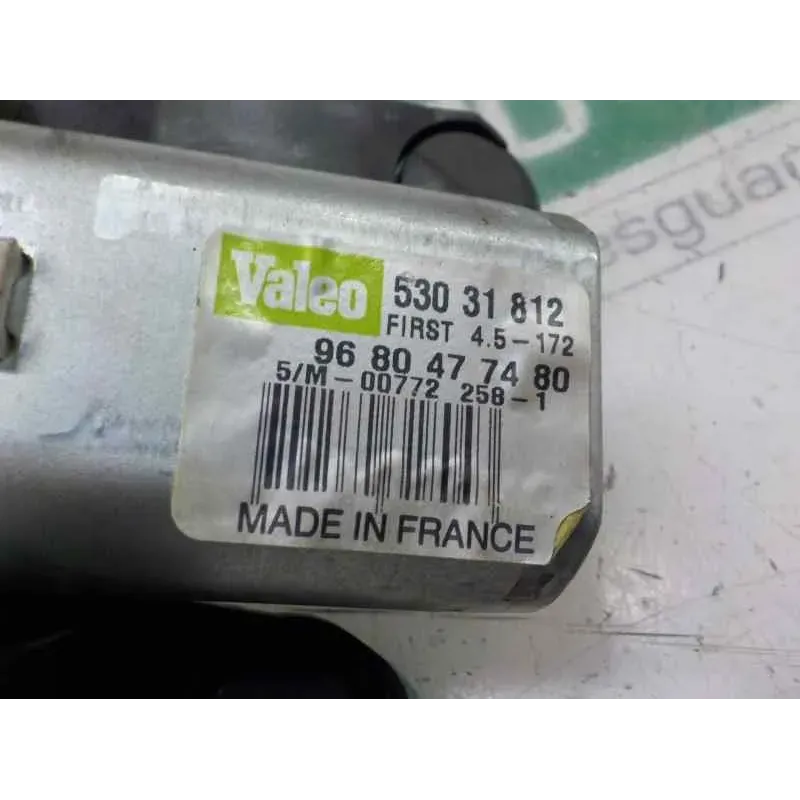 Valeo
530 31 812
FIRST 4.5-172
96 80 47 74 80
5/M-00772 258-1
MADE IN FRANCE